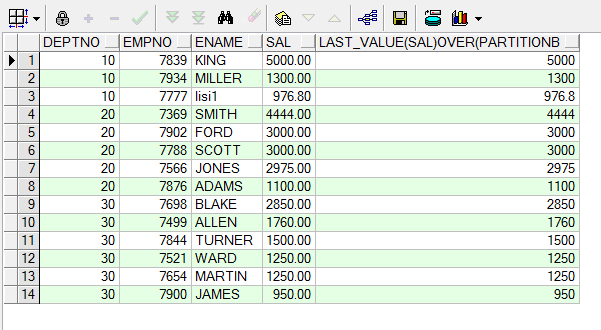 DEPTNO EMPNO ENAME SAL LAST_VALUE(SAL)OVER(PARTITIONB
1 10 7839 KING 5000.00 5000
2 10 7934 MILLER 1300.00 1300
3 10 7777 lisi1 976.80 976.8
4 20 7369 SMITH 4444.00 4444
5 20 7902 FORD 3000.00 3000
6 20 7788 SCOTT 3000.00 3000
7 20 7566 JONES 2975.00 2975
8 20 7876 ADAMS 1100.00 1100
9 30 7698 BLAKE 2850.00 2850
10 30 7499 ALLEN 1760.00 1760
11 30 7844 TURNER 1500.00 1500
12 30 7521 WARD 1250.00 1250
13 30 7654 MARTIN 1250.00 1250
14 30 7900 JAMES 950.00 950